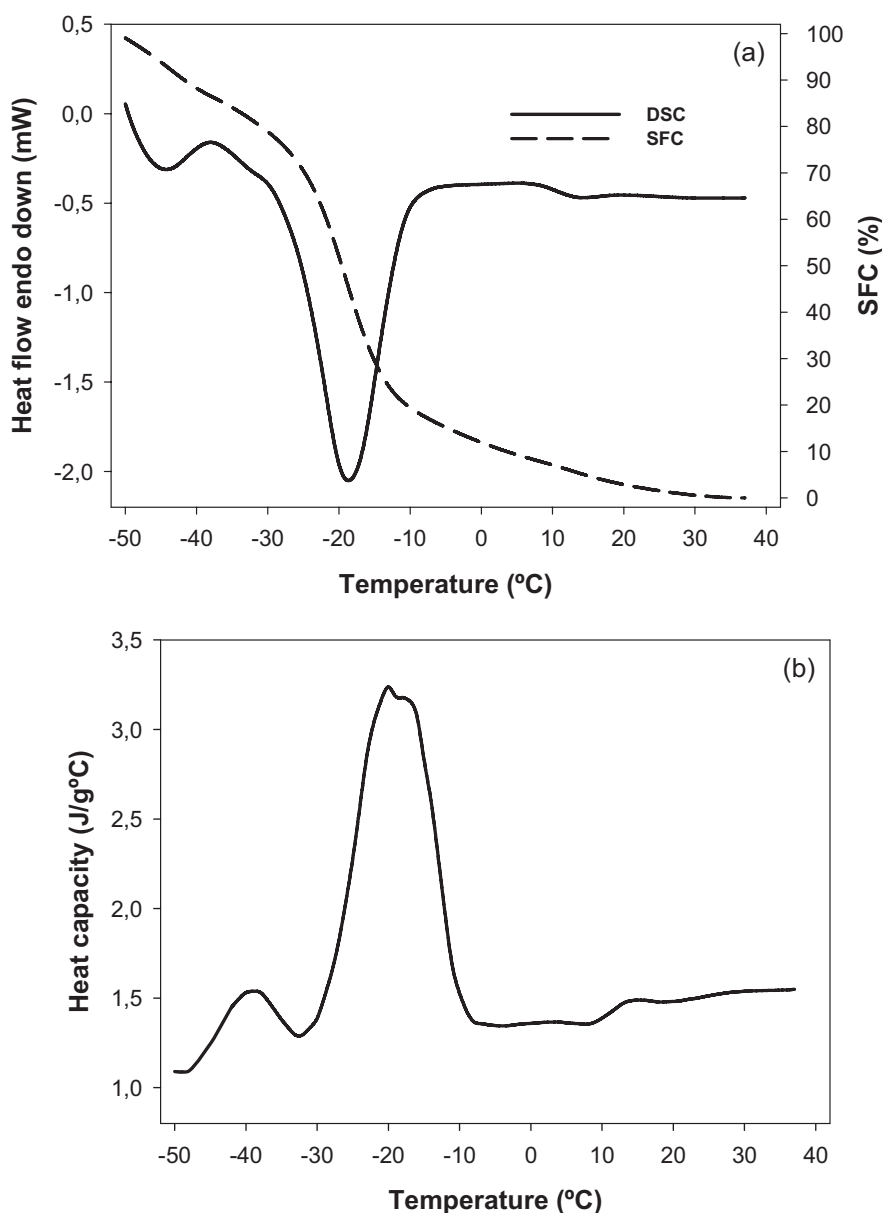 (a)
DSC
SFC
Heat flow endo down (mW)
0,5
0,0
-0,5
-1,0
-1,5
-2,0
SFC (%)
100
90
80
70
60
50
40
30
20
10
0
-50 -40 -30 -20 -10 0 10 20 30 40
Temperature (ºC)
(b)
Heat capacity (J/gºC)
3,5
3,0
2,5
2,0
1,5
1,0
-50 -40 -30 -20 -10 0 10 20 30 40
Temperature (ºC)